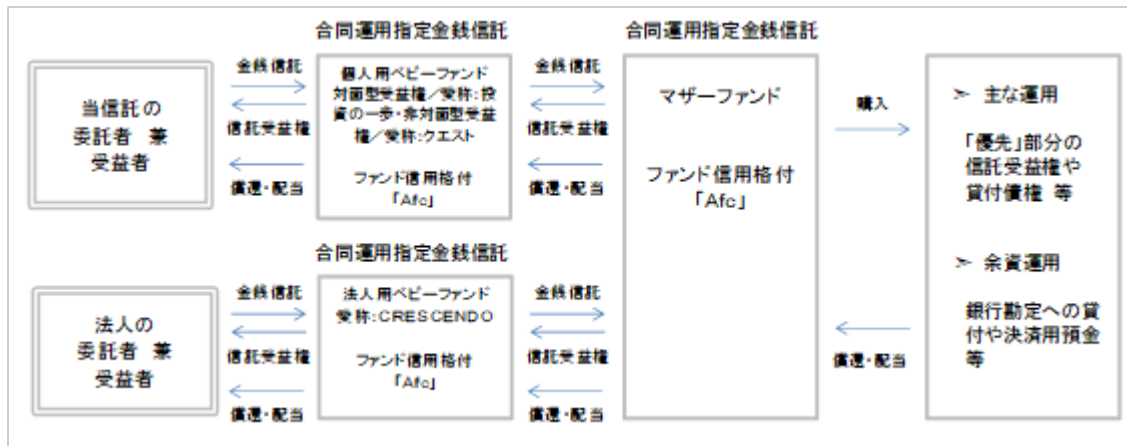 合同運用指定金銭信託
合同運用指定金銭信託
当信託の
委託者 兼
受益者
金銭信託
信託受益権
償還・配当
個人用ベビーファンド
対面型受益権/愛称:投
資の一歩・非対面型受益
権/愛称:クエスト
ファンド信用格付
「Afc」
金銭信託
信託受益権
償還・配当
マザーファンド
ファンド信用格付
「Afc」
購入
償還・配当
➢ 主な運用
「優先」部分の
信託受益権や
貸付債権 等
➢ 余資運用
銀行勘定への貸
付や決済用預金
等
合同運用指定金銭信託
法人の
委託者 兼
受益者
金銭信託
信託受益権
償還・配当
法人用ベビーファンド
愛称:CRESCENDO
ファンド信用格付
「Afc」
金銭信託
信託受益権
償還・配当